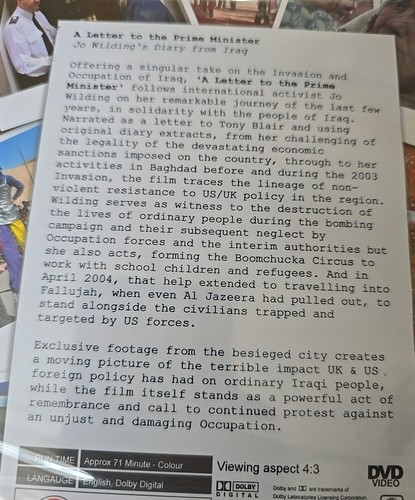 A Letter to the Prime Minister
Jo Wilding's Diary from Iraq
Offering a singular take on the Invasion and
Occupation of Iraq, 'A Letter to the Prime
Minister' follows international activist Jo
Wilding on her remarkable journey of the last few
years, in solidarity with the people of Iraq.
Narrated as a letter to Tony Blair and using
original diary extracts, from her challenging of
the legality of the devastating economic
sanctions imposed on the country, through to her
activities in Baghdad before and during the 2003
Invasion, the film traces the lineage of non-
violent resistance to US/UK policy in the region.
Wilding serves as witness to the destruction of
the lives of ordinary people during the bombing
campaign and their subsequent neglect by
Occupation forces and the interim authorities but
she also acts, forming the Boomchucka Circus to
work with school children and refugees. And in
April 2004, that help extended to travelling into
Fallujah, when even Al Jazeera had pulled out, to
stand alongside the civilians trapped and
targeted by US forces.
Exclusive footage from the besieged city creates
a moving picture of the terrible impact UK & US
foreign policy has had on ordinary Iraqi people,
while the film itself stands as a powerful act of
remembrance and call to continued protest against
an unjust and damaging Occupation.
RUN-TIME Approx 71 Minute - Colour
LANGAUGE English, Dolby Digital
DOLBY
DIGITAL
Viewing aspect 4:3
Dolby and are trademarks of
Dolby Laboratories Licensing Corporation.
DVD
VIDEO